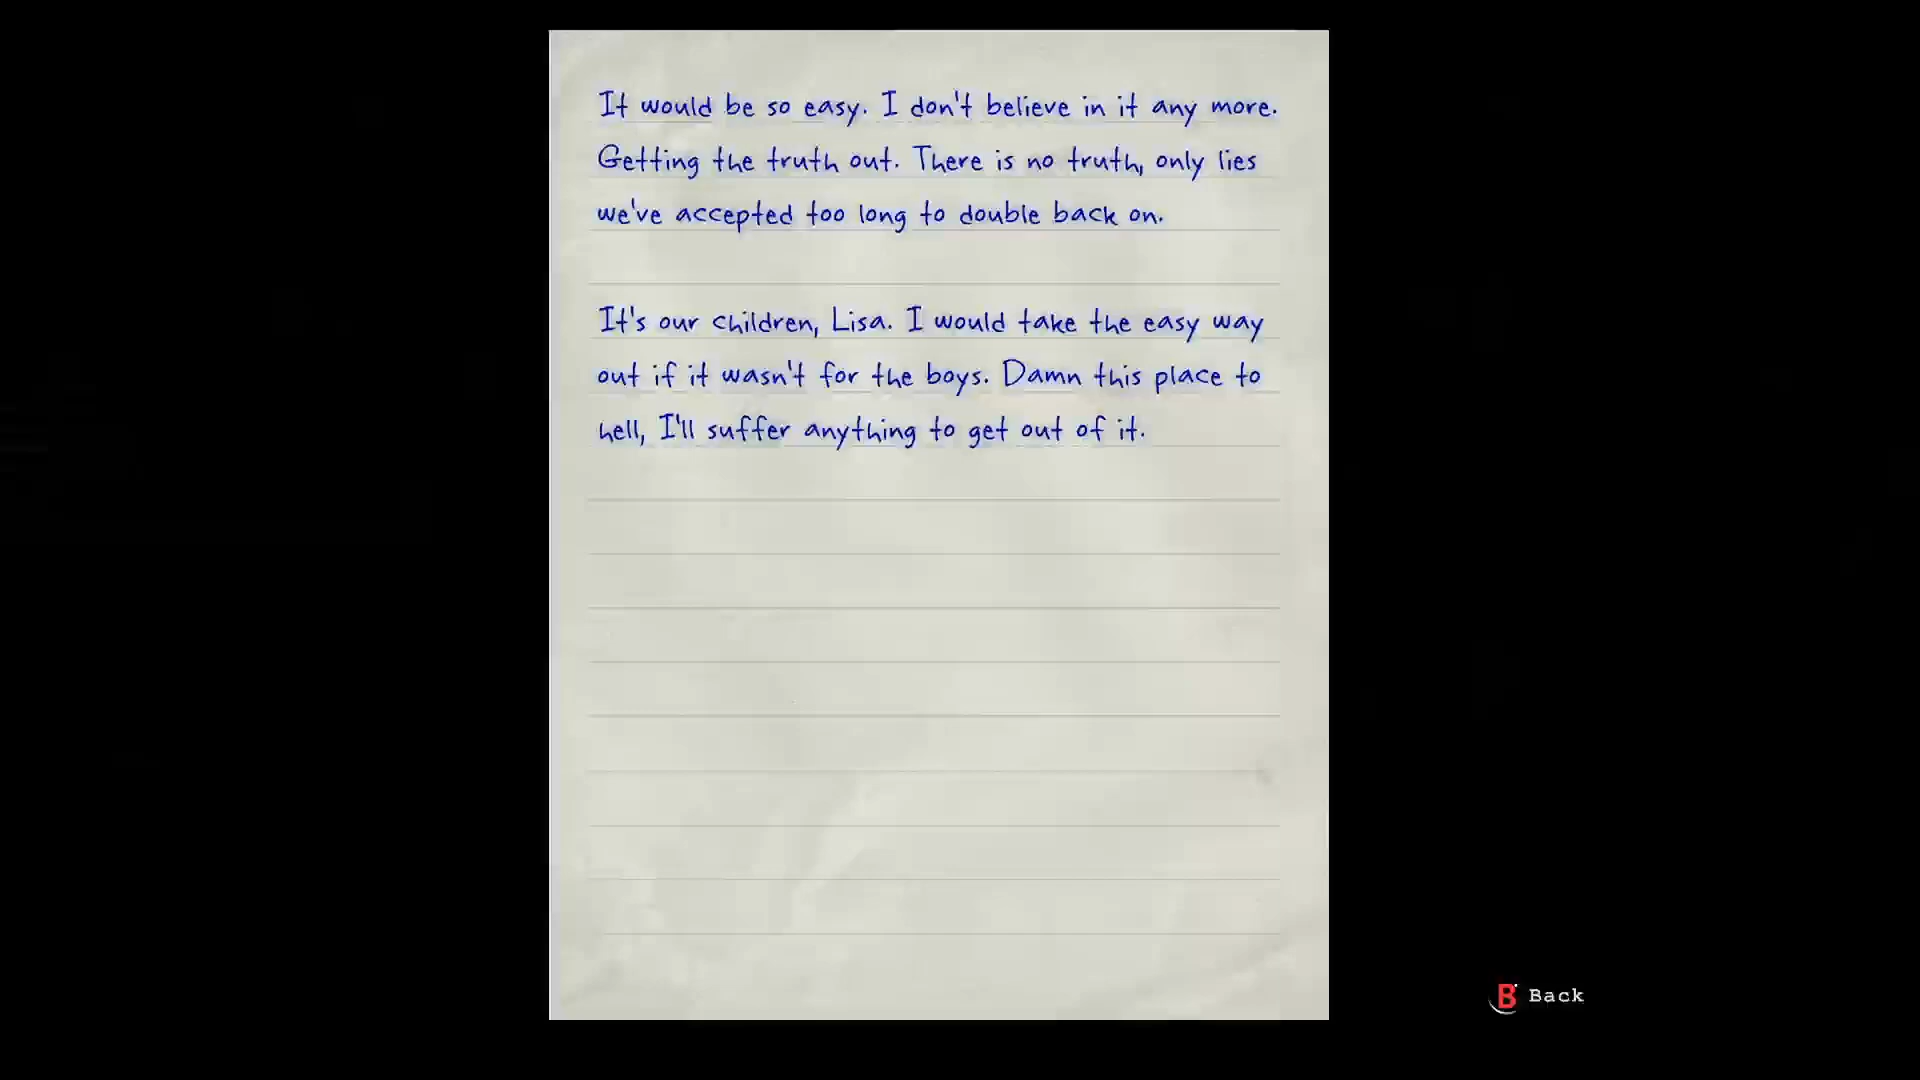 It would be so easy. I don't believe in it any more.
Getting the truth out. There is no truth, only lies
we've accepted too long to double back on.
It's our children, Lisa. I would take the easy way
out if it wasn't for the boys. Damn this place to
hell, I'll suffer anything to get out of it.
B Back